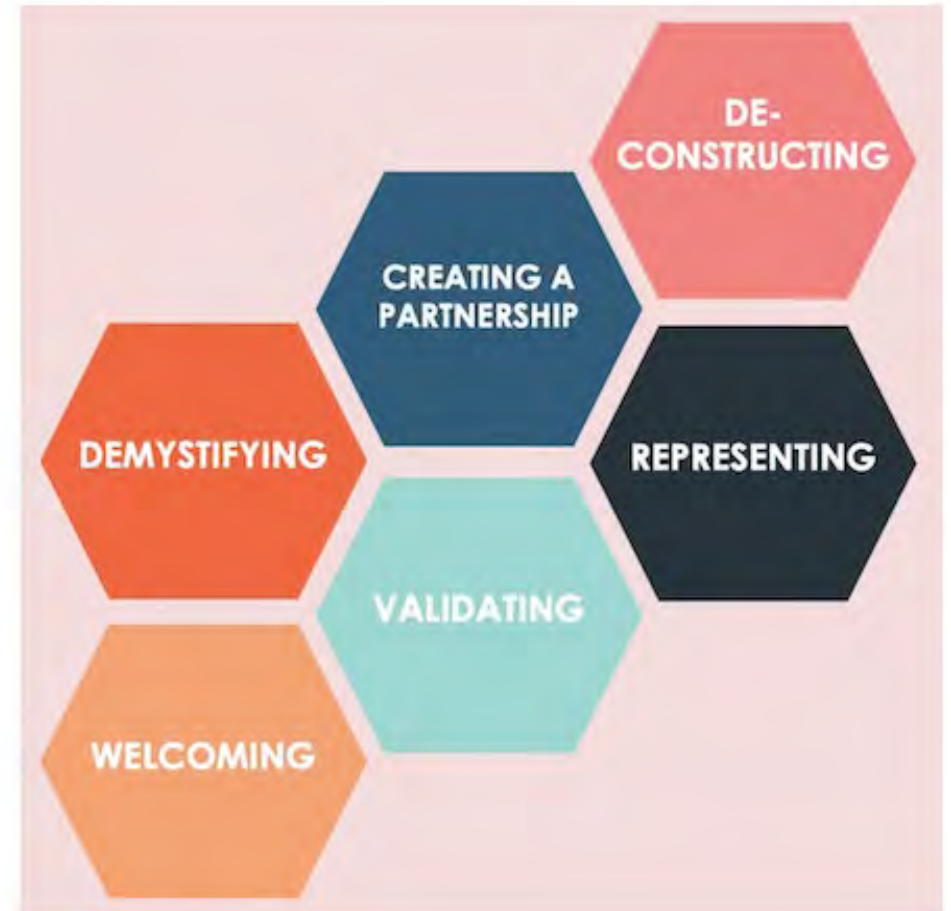 DE-
CONSTRUCTING
CREATING A
PARTNERSHIP
DEMYSTIFYING
REPRESENTING
VALIDATING
WELCOMING